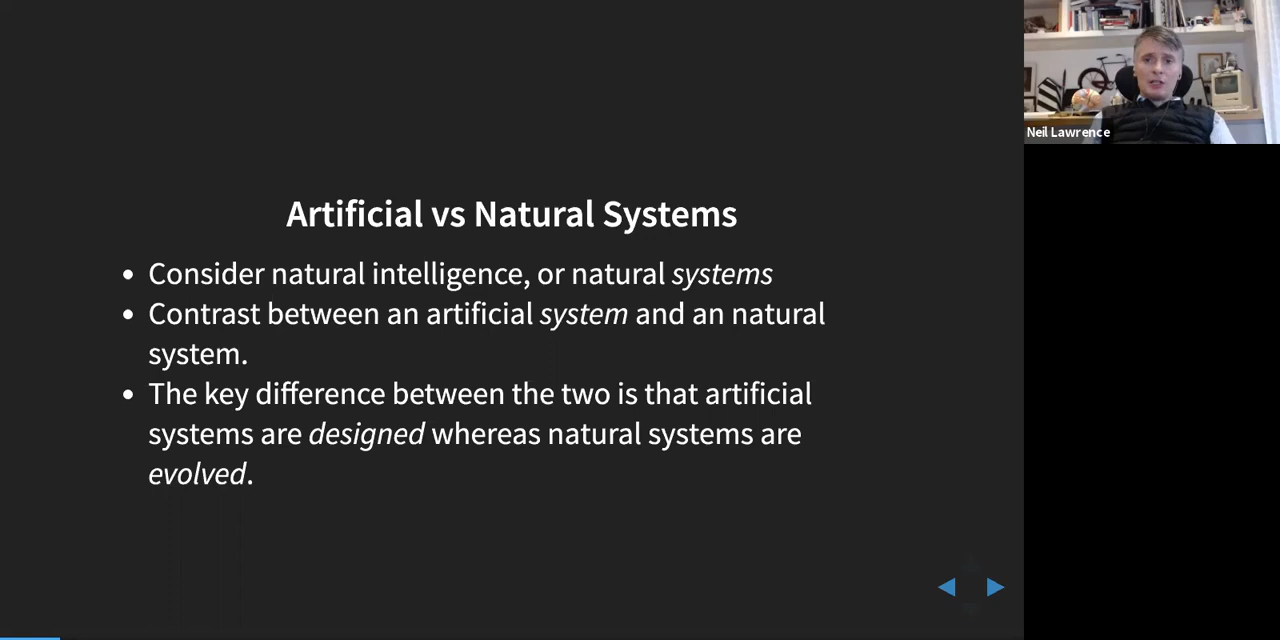 Artificial vs Natural Systems
• Consider natural intelligence, or natural systems
• Contrast between an artificial system and an natural
system.
• The key difference between the two is that artificial
systems are designed whereas natural systems are
evolved.
Neil Lawrence